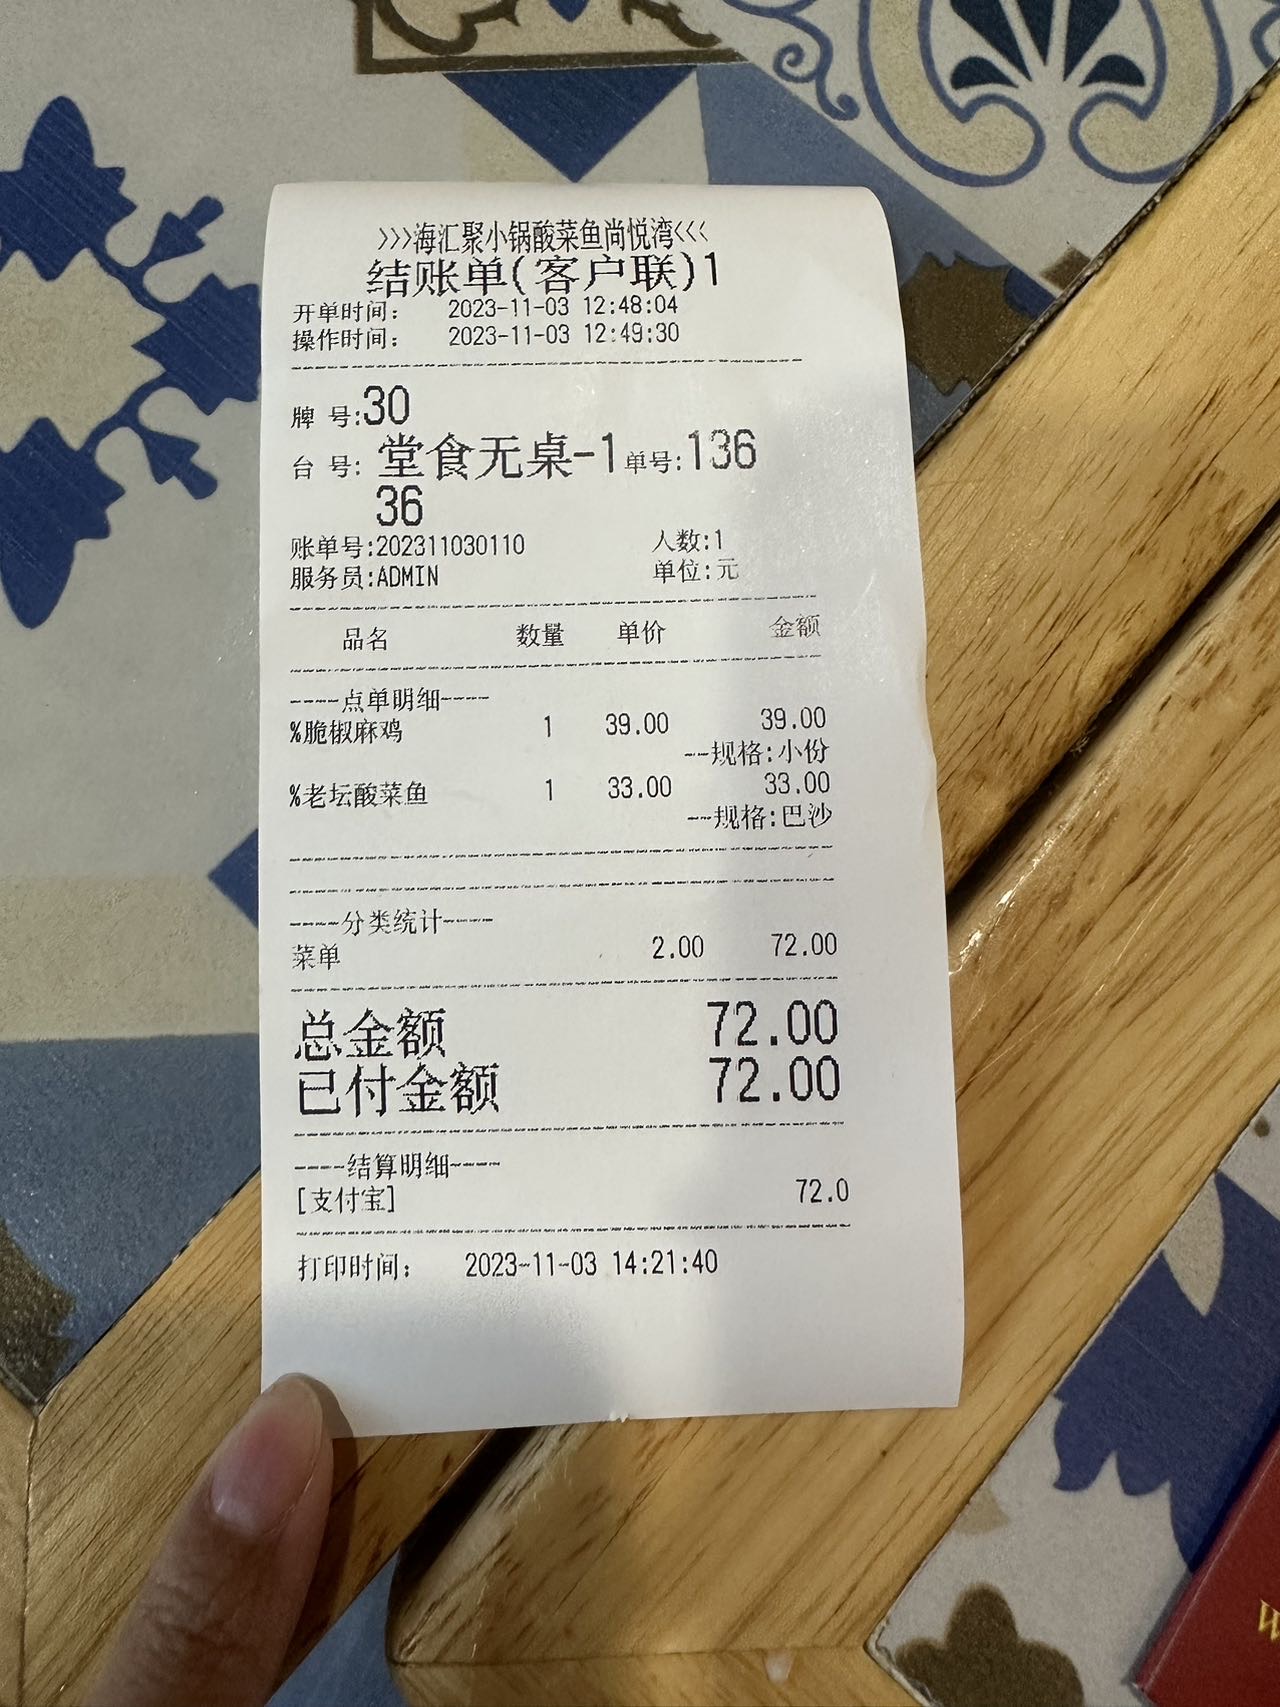 >>>海汇聚小锅酸菜鱼尚悦湾<<<
结账单(客户联)1
开单时间: 2023-11-03 12:48:04
操作时间: 2023-11-03 12:49:30
牌 号:30
台 号: 堂食无桌-1 单号:136
36
账单号:202311030110 人数:1
服务员:ADMIN 单位:元
品名 数量 单价 金额
----点单明细----
%脆椒麻鸡 1 39.00 39.00
--规格:小份
%老坛酸菜鱼 1 33.00 33.00
--规格:巴沙
----分类统计----
菜单 2.00 72.00
总金额 72.00
已付金额 72.00
----结算明细----
[支付宝] 72.0
打印时间: 2023-11-03 14:21:40
W